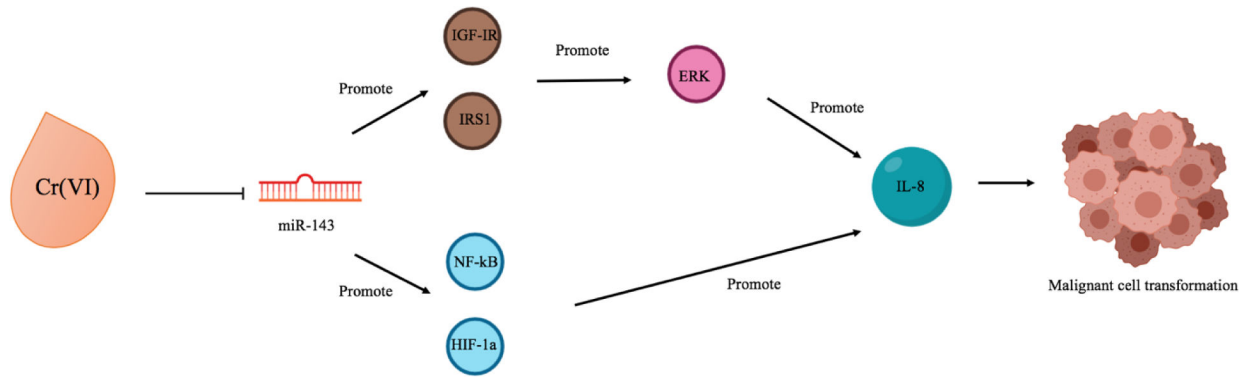 IGF-IR
Promote
ERK
Promote
IRS1
Promote
Cr(VI)
IL-8
miR-143
NF-kB
Promote
Promote
Malignant cell transformation
HIF-1a